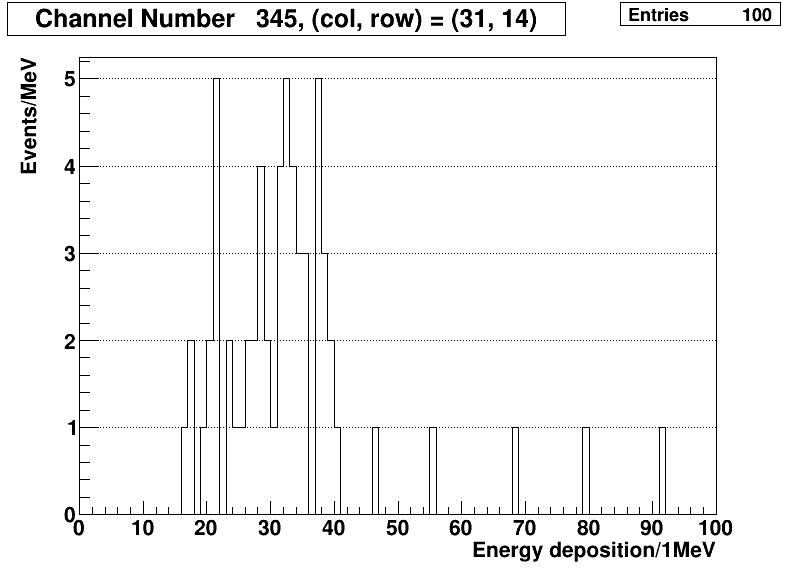 Channel Number 345, (col, row) = (31, 14)
Entries 100
Events/MeV
5
4
3
2
1
0
0 10 20 30 40 50 60 70 80 90 100
Energy deposition/1MeV